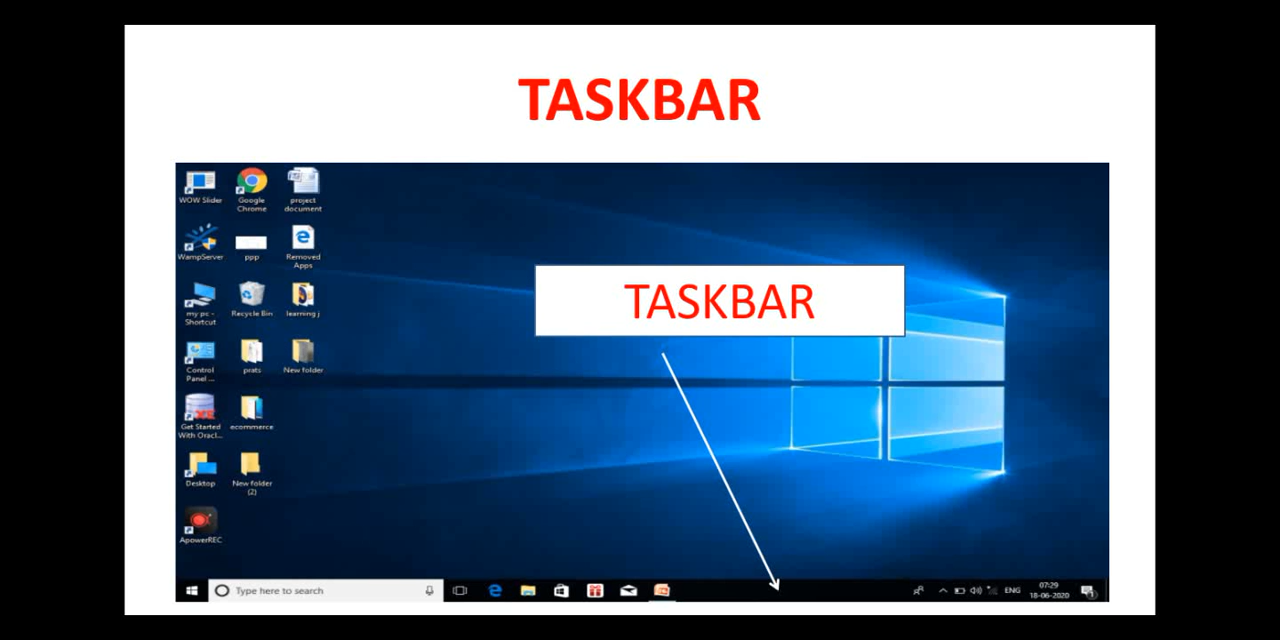 TASKBAR
WOW Slider
Google
Chrome
project
document
WampServer
ppp
Removed
Apps
TASKBAR
my pc -
Shortcut
Recycle Bin
learning j
Control
Panel ...
prats
New folder
Get Started
With Oracl...
ecommerce
Desktop
New folder
(2)
ApowerREC
Type here to search
ENG
07:29
18-06-2020